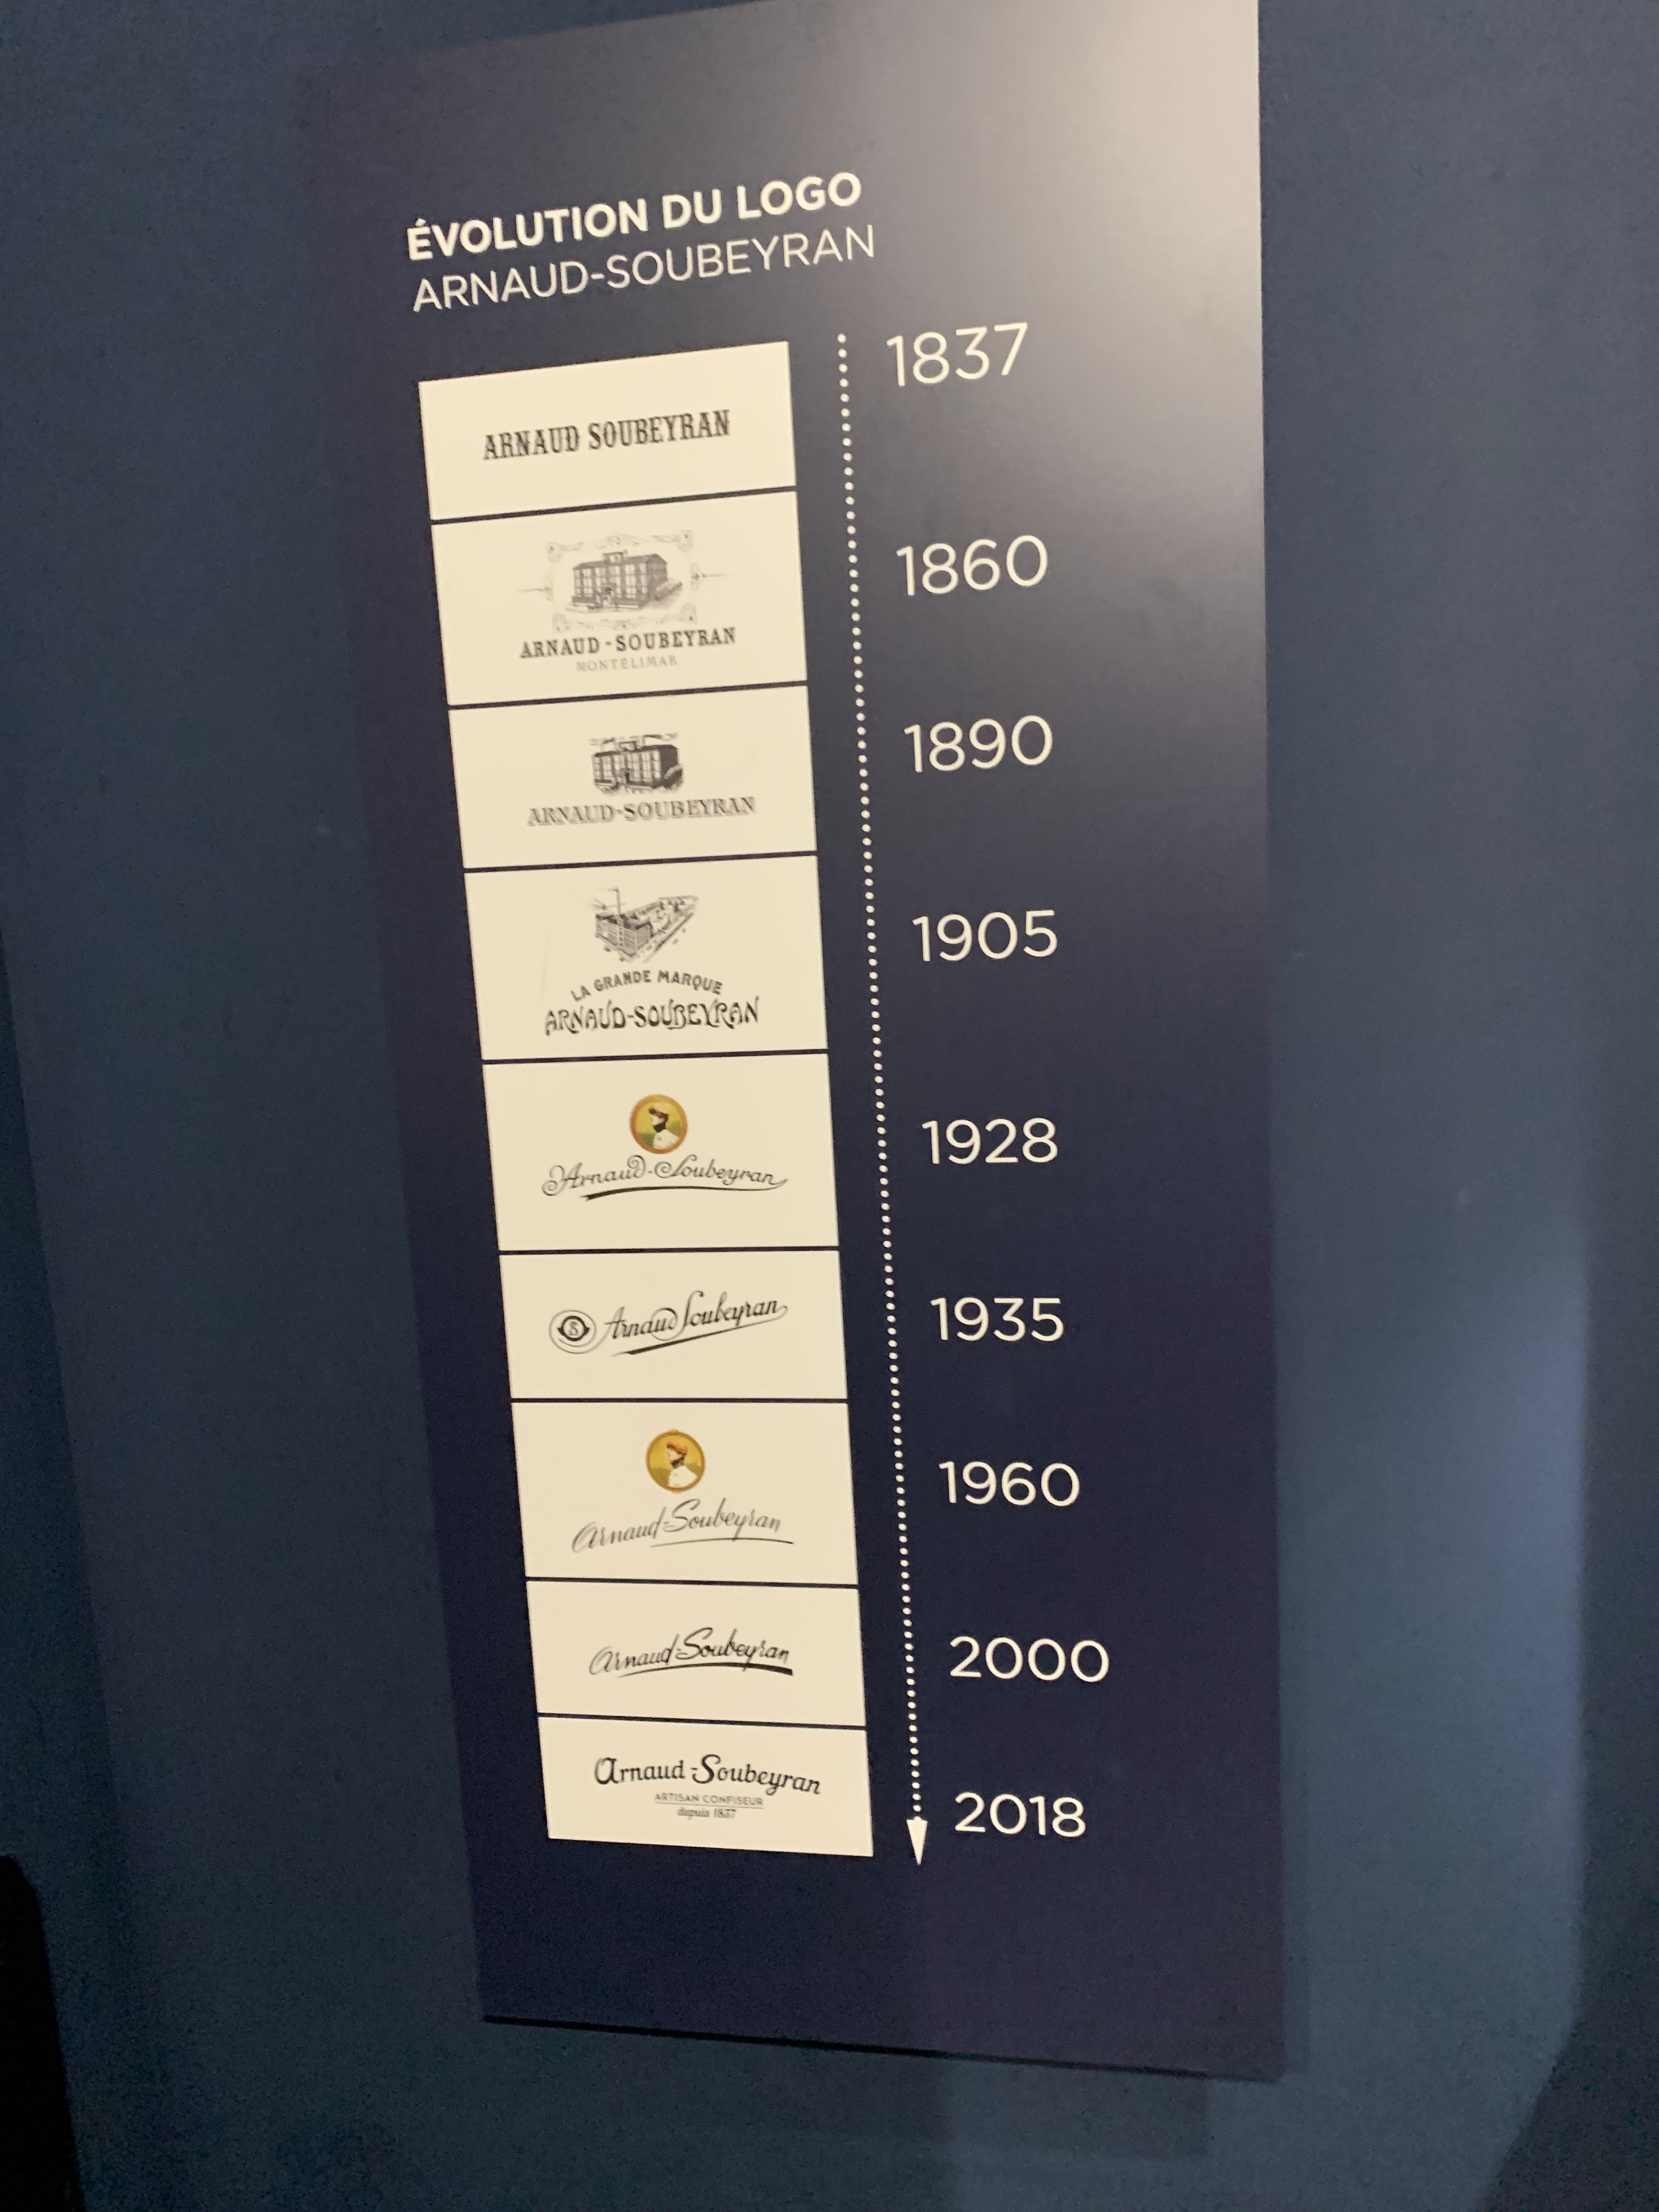 ÉVOLUTION DU LOGO
ARNAUD-SOUBEYRAN
1837
ARNAUD SOUBEYRAN
1860
ARNAUD-SOUBEYRAN
MONTÉLIMAR
1890
ARNAUD-SOUBEYRAN
1905
LA GRANDE MARQUE
ARNAUD-SOUBEYRAN
1928
Arnaud-Soubeyran
1935
Arnaud Soubeyran
1960
Arnaud-Soubeyran
2000
Arnaud-Soubeyran
2018
Arnaud-Soubeyran
ARTISAN CONFISEUR
depuis 1837